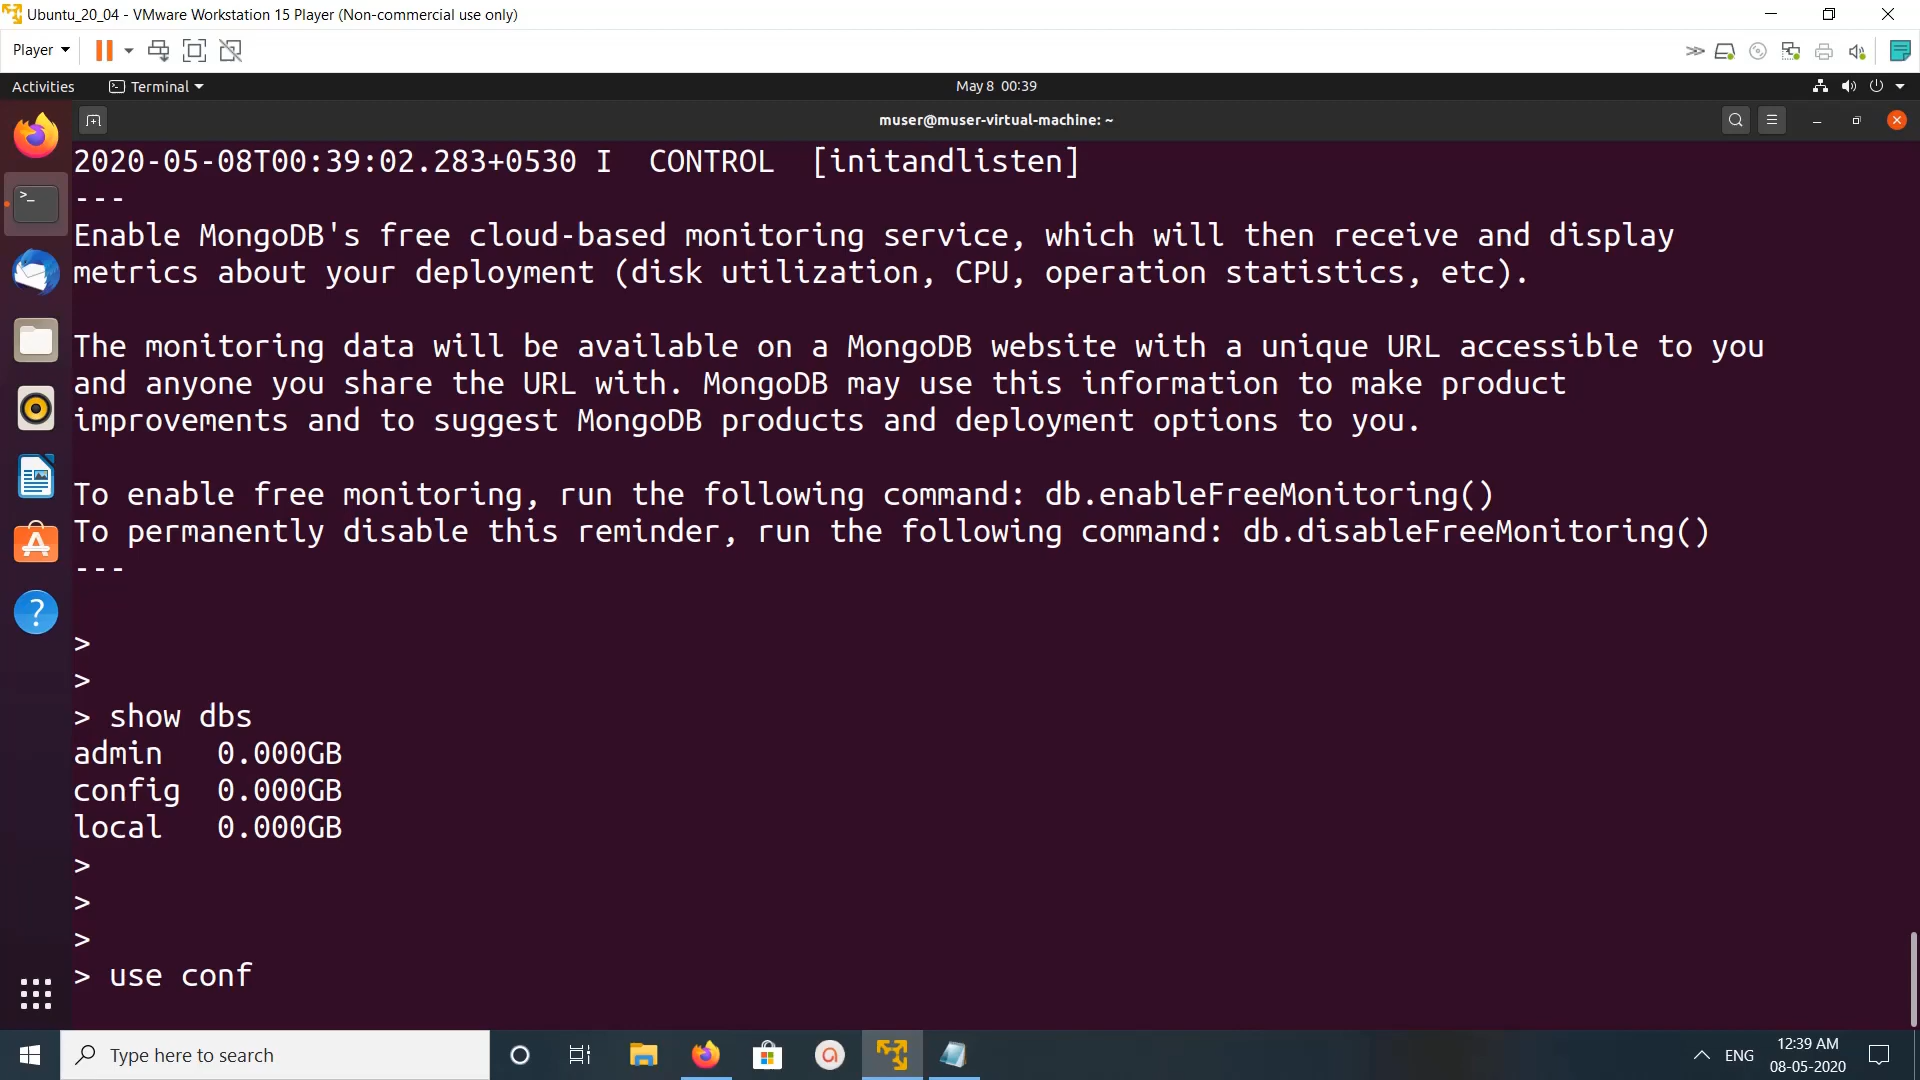 Ubuntu_20_04 - VMware Workstation 15 Player (Non-commercial use only)
Player
Activities
Terminal
May 8 00:39
muser@muser-virtual-machine: ~
2020-05-08T00:39:02.283+0530 I  CONTROL  [initandlisten]
---
Enable MongoDB's free cloud-based monitoring service, which will then receive and display
metrics about your deployment (disk utilization, CPU, operation statistics, etc).
The monitoring data will be available on a MongoDB website with a unique URL accessible to you
and anyone you share the URL with. MongoDB may use this information to make product
improvements and to suggest MongoDB products and deployment options to you.
To enable free monitoring, run the following command: db.enableFreeMonitoring()
To permanently disable this reminder, run the following command: db.disableFreeMonitoring()
---
>
>
> show dbs
admin   0.000GB
config  0.000GB
local   0.000GB
>
>
>
> use conf
Type here to search
ENG
12:39 AM
08-05-2020